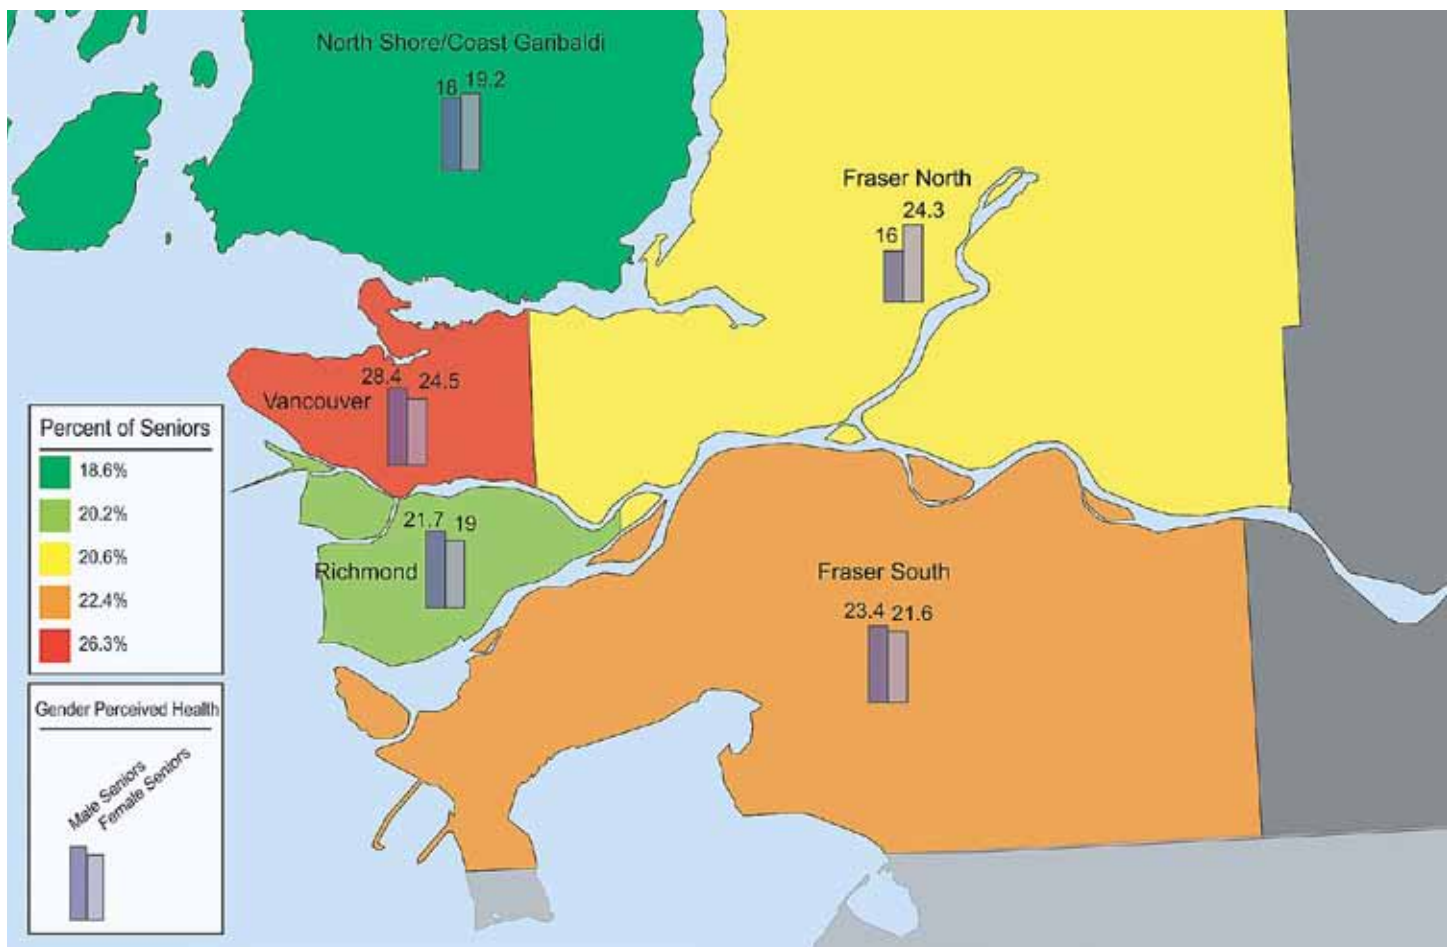 North Shore/Coast Garibaldi
18 19.2
Fraser North
24.3
16
28.4 24.5
Vancouver
21.7 19
Richmond
Fraser South
23.4 21.6
Percent of Seniors
18.6%
20.2%
20.6%
22.4%
26.3%
Gender Perceived Health
Male Seniors
Female Seniors